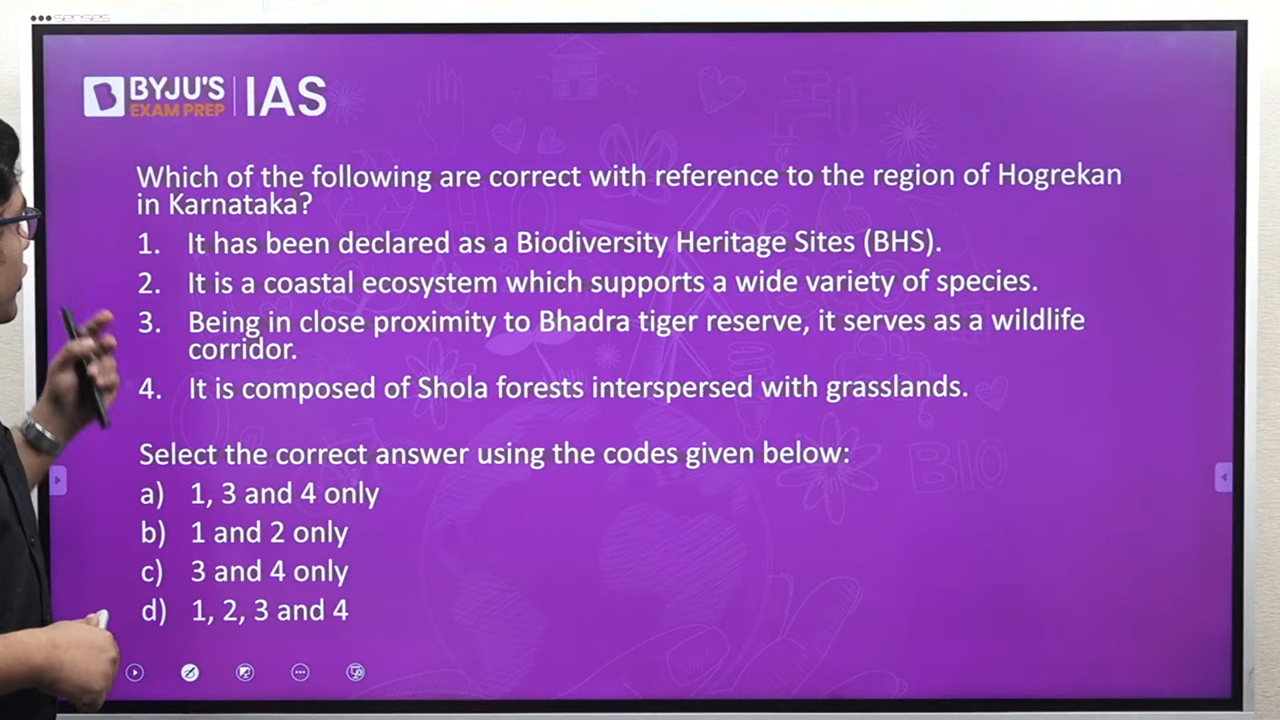 senses
BYJU'S
EXAM PREP
IAS
Which of the following are correct with reference to the region of Hogrekan
in Karnataka?
1. It has been declared as a Biodiversity Heritage Sites (BHS).
2. It is a coastal ecosystem which supports a wide variety of species.
3. Being in close proximity to Bhadra tiger reserve, it serves as a wildlife
corridor.
4. It is composed of Shola forests interspersed with grasslands.
Select the correct answer using the codes given below:
a) 1, 3 and 4 only
b) 1 and 2 only
c) 3 and 4 only
d) 1, 2, 3 and 4
BIO